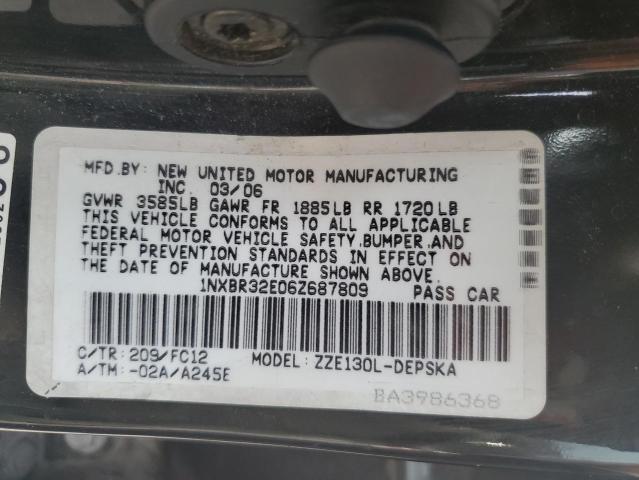 MFD.BY: NEW UNITED MOTOR MANUFACTURING
INC. 03/06
GVWR 3585LB GAWR FR 1885LB RR 1720LB
THIS VEHICLE CONFORMS TO ALL APPLICABLE
FEDERAL MOTOR VEHICLE SAFETY,BUMPER,AND
THEFT PREVENTION STANDARDS IN EFFECT ON
THE DATE OF MANUFACTURE SHOWN ABOVE.
1NXBR32E06Z687809 PASS CAR
C/TR: 209/FC12 MODEL: ZZE130L-DEPSKA
A/TM: -02A/A245E
BA3986368